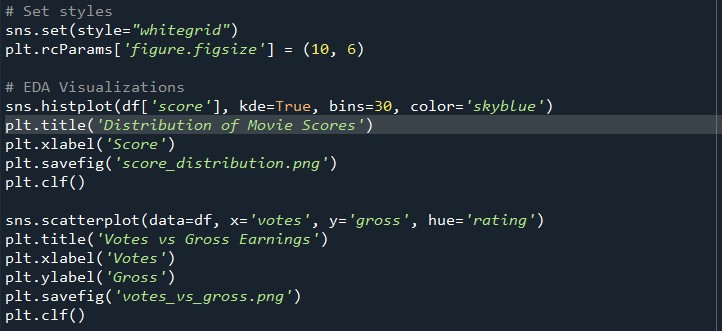 # Set styles
sns.set(style="whitegrid")
plt.rcParams['figure.figsize'] = (10, 6)

# EDA Visualizations
sns.histplot(df['score'], kde=True, bins=30, color='skyblue')
plt.title('Distribution of Movie Scores')
plt.xlabel('Score')
plt.savefig('score_distribution.png')
plt.clf()

sns.scatterplot(data=df, x='votes', y='gross', hue='rating')
plt.title('Votes vs Gross Earnings')
plt.xlabel('Votes')
plt.ylabel('Gross')
plt.savefig('votes_vs_gross.png')
plt.clf()